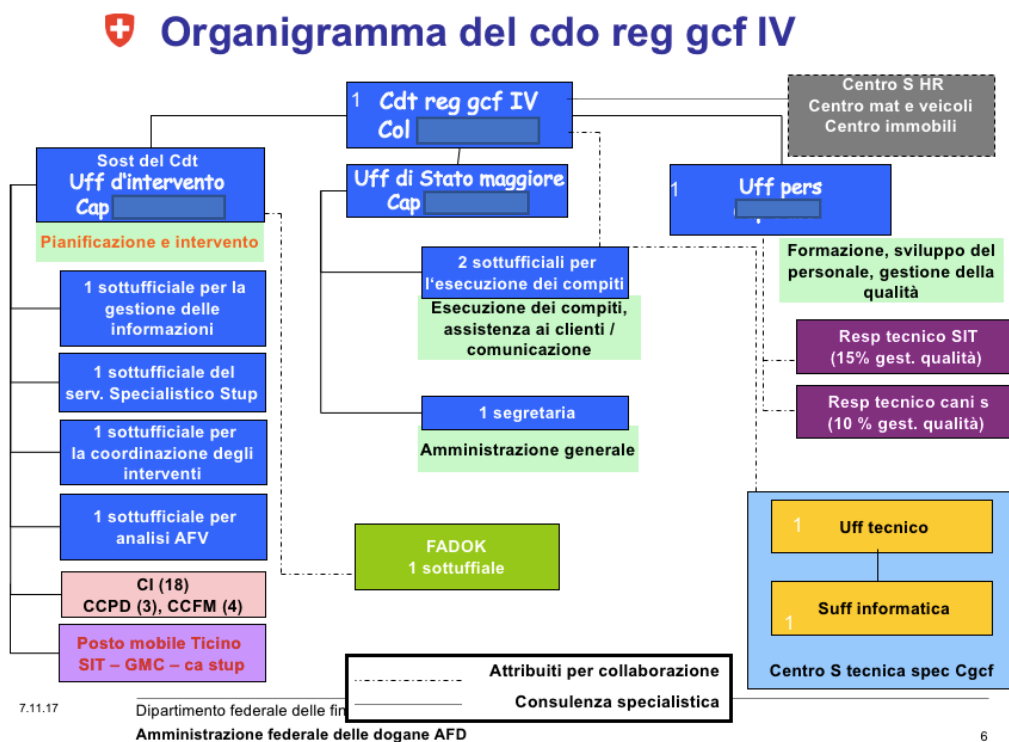 Organigramma del cdo reg gcf IV
1
Cdt reg gcf IV
Col
Centro S HR
Centro mat e veicoli
Centro immobili
Sost del Cdt
Uff d'intervento
Cap
Pianificazione e intervento
Uff di Stato maggiore
Cap
1
Uff pers
Formazione, sviluppo del
personale, gestione della
qualità
1 sottufficiale per la
gestione delle
informazioni
1 sottufficiale del
serv. Specialistico Stup
1 sottufficiale per
la coordinazione degli
interventi
1 sottufficiale per
analisi AFV
CI (18)
CCPD (3), CCFM (4)
Posto mobile Ticino
SIT – GMC – ca stup
2 sottufficiali per
l'esecuzione dei compiti
Esecuzione dei compiti,
assistenza ai clienti /
comunicazione
1 segretaria
Amministrazione generale
FADOK
1 sottuffiale
Resp tecnico SIT
(15% gest. qualità)
Resp tecnico cani s
(10 % gest. qualità)
1
Uff tecnico
Suff informatica
1
Centro S tecnica spec Cgcf
Attribuiti per collaborazione
Consulenza specialistica
7.11.17
Dipartimento federale delle
Amministrazione federale delle dogane AFD
6